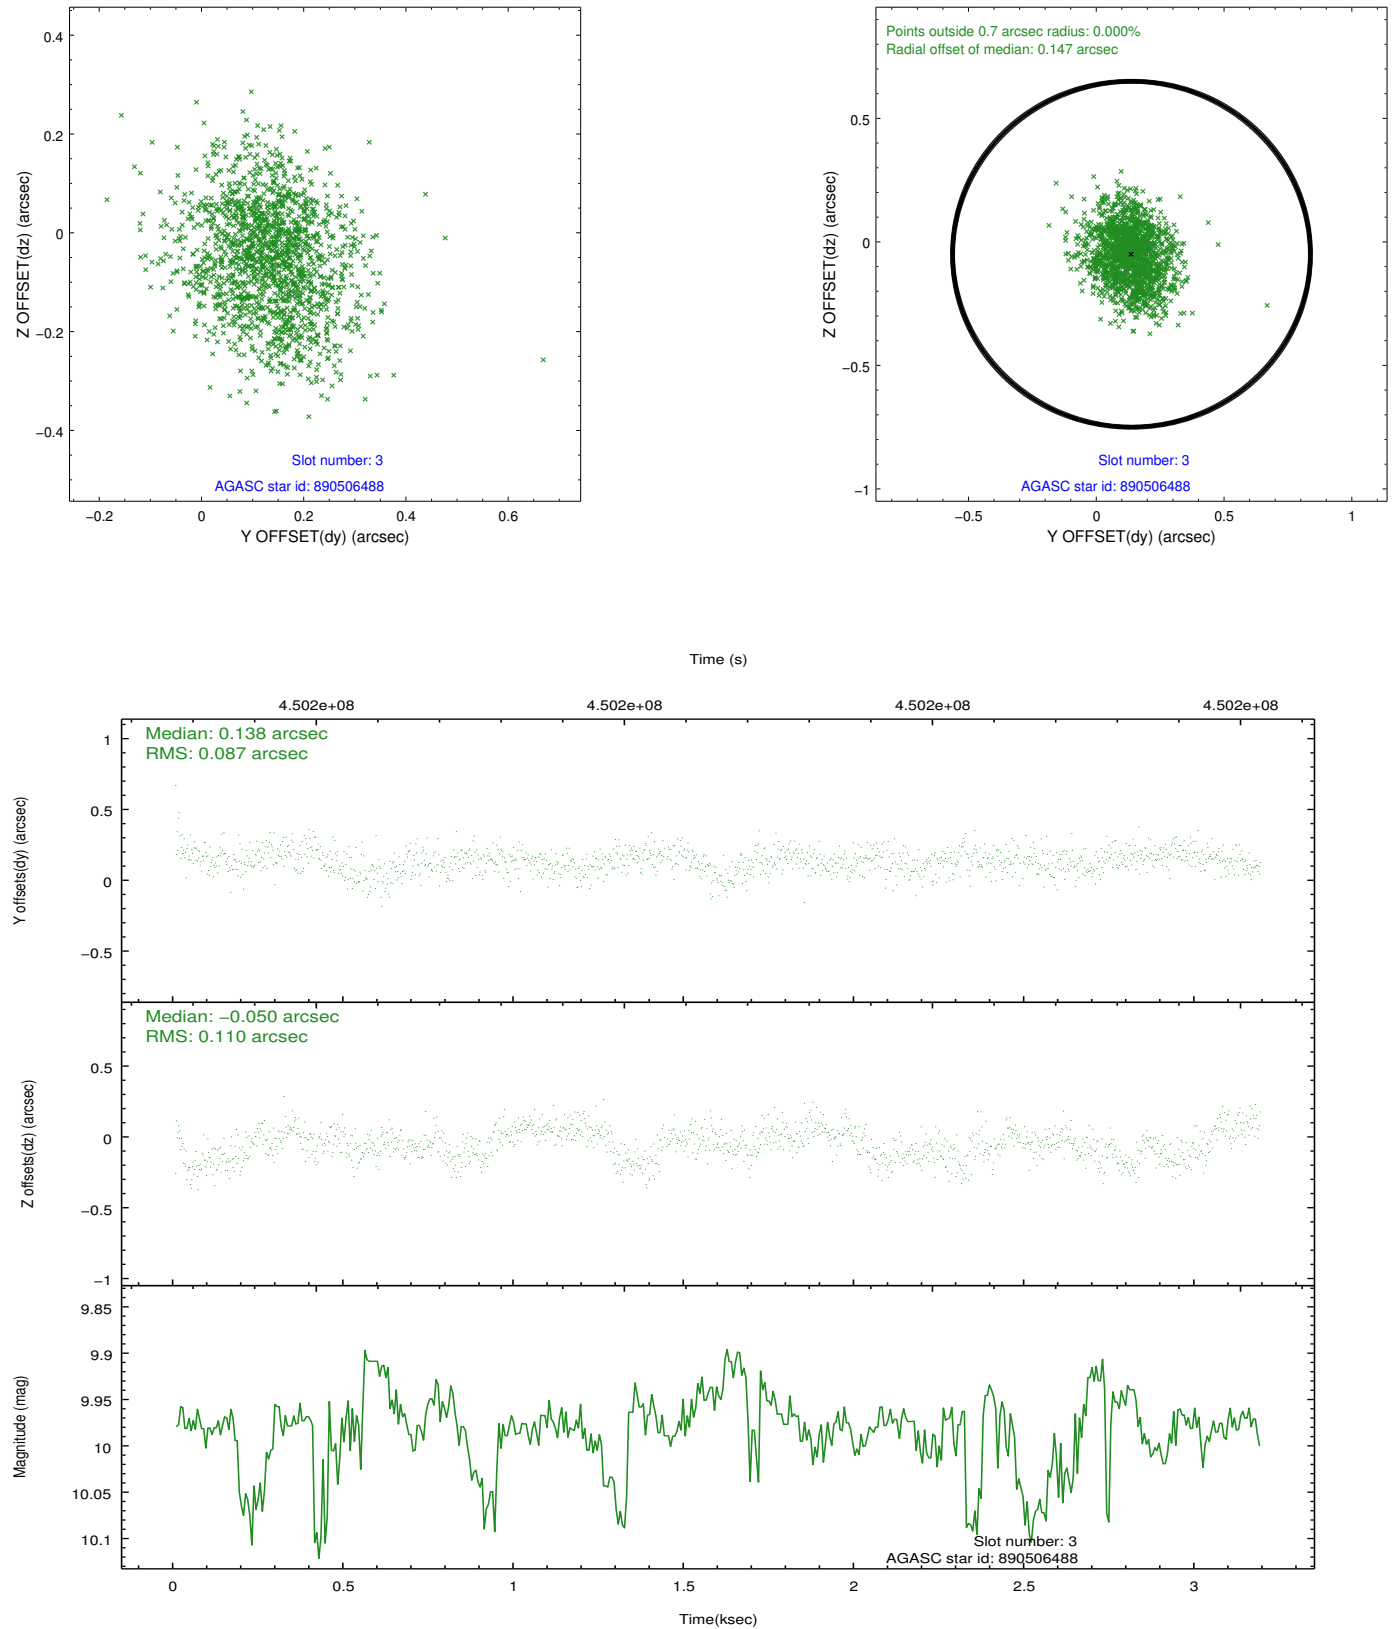 0.4
0.2
0
−0.2
−0.4
Z OFFSET(dz) (arcsec)
Slot number: 3
AGASC star id: 890506488
−0.2 0 0.2 0.4 0.6
Y OFFSET(dy) (arcsec)
Points outside 0.7 arcsec radius: 0.000%
Radial offset of median: 0.147 arcsec
0.5
0
−0.5
−1
Z OFFSET(dz) (arcsec)
Slot number: 3
AGASC star id: 890506488
−0.5 0 0.5 1
Y OFFSET(dy) (arcsec)
Time (s)
4.502e+08 4.502e+08 4.502e+08 4.502e+08
Median: 0.138 arcsec
RMS: 0.087 arcsec
1
0.5
0
−0.5
Y offsets(dy) (arcsec)
Median: −0.050 arcsec
RMS: 0.110 arcsec
0.5
0
−0.5
−1
Z offsets(dz) (arcsec)
9.85
9.9
9.95
10
10.05
10.1
Magnitude (mag)
Slot number: 3
AGASC star id: 890506488
0 0.5 1 1.5 2 2.5 3
Time(ksec)